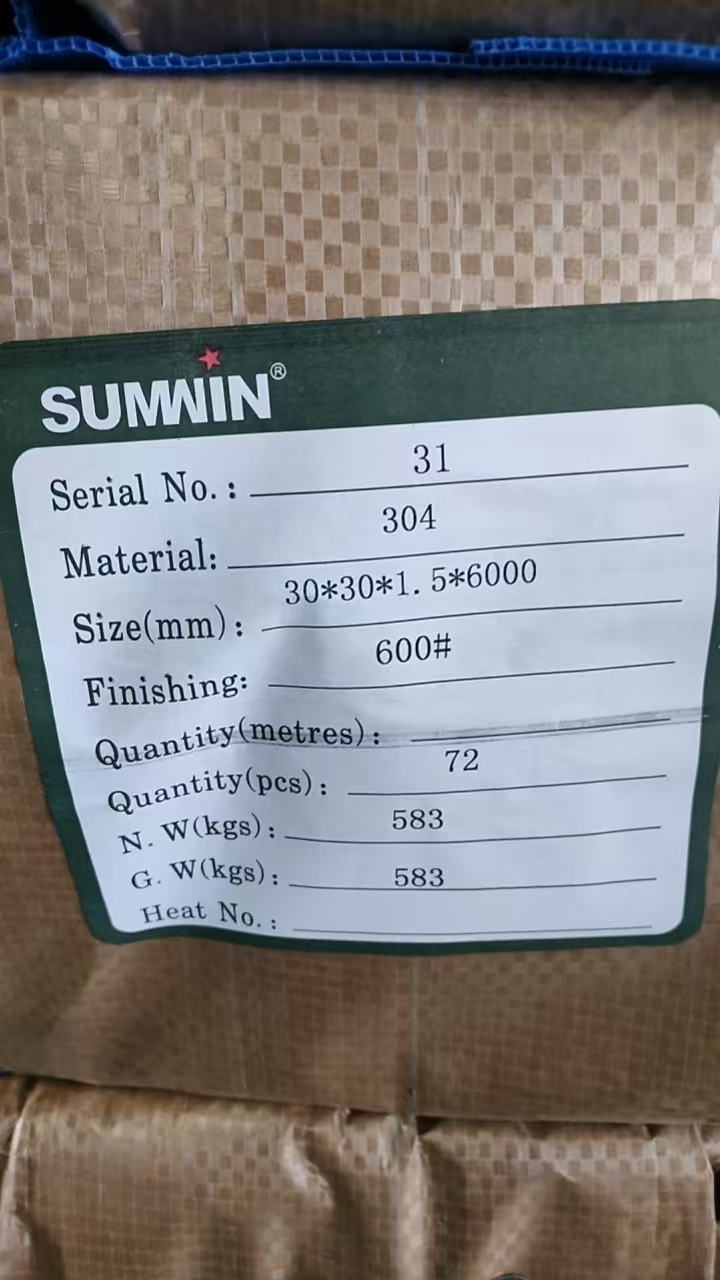 SUMWIN®
Serial No.: 31
Material: 304
Size(mm): 30*30*1.5*6000
Finishing: 600#
Quantity(metres):
Quantity(pcs): 72
N. W(kgs): 583
G. W(kgs): 583
Heat No.: